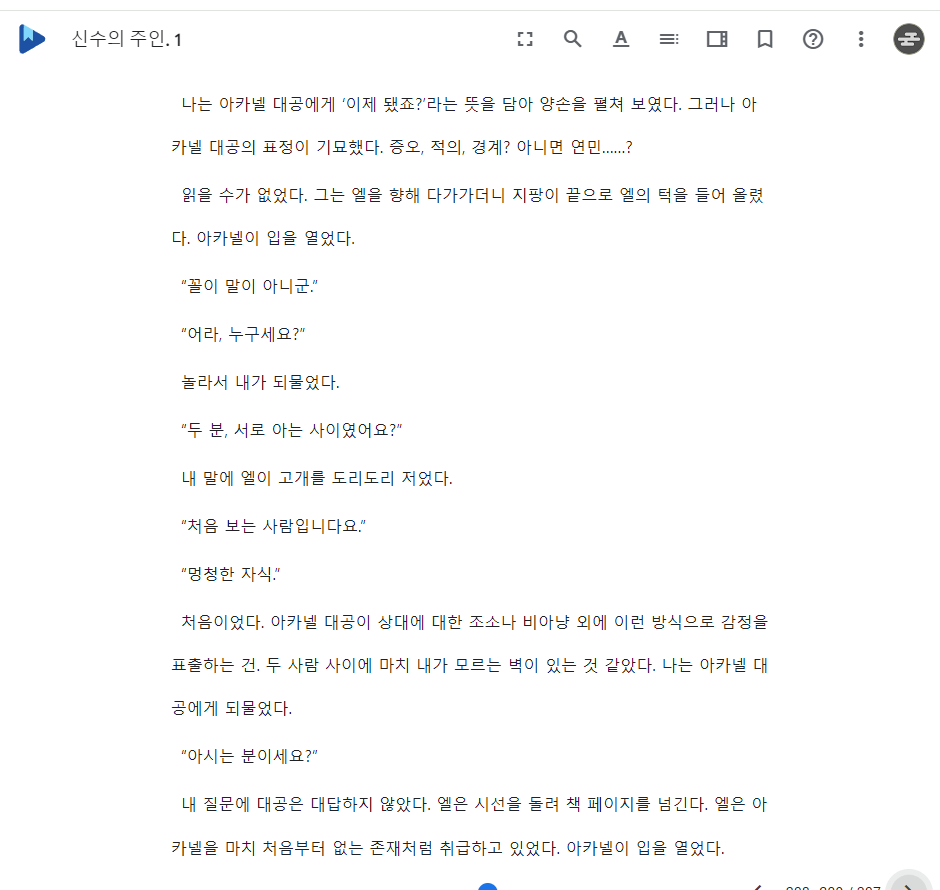 신수의 주인. 1
나는 아카넬 대공에게 ‘이제 됐죠?’라는 뜻을 담아 양손을 펼쳐 보였다. 그러나 아
카넬 대공의 표정이 기묘했다. 증오, 적의, 경계? 아니면 연민......?
읽을 수가 없었다. 그는 엘을 향해 다가가더니 지팡이 끝으로 엘의 턱을 들어 올렸
다. 아카넬이 입을 열었다.
“꼴이 말이 아니군.”
“어라, 누구세요?”
놀라서 내가 되물었다.
“두 분, 서로 아는 사이였어요?”
내 말에 엘이 고개를 도리도리 저었다.
“처음 보는 사람입니다요.”
“멍청한 자식.”
처음이었다. 아카넬 대공이 상대에 대한 조소나 비아냥 외에 이런 방식으로 감정을
표출하는 건. 두 사람 사이에 마치 내가 모르는 벽이 있는 것 같았다. 나는 아카넬 대
공에게 되물었다.
“아시는 분이세요?”
내 질문에 대공은 대답하지 않았다. 엘은 시선을 돌려 책 페이지를 넘긴다. 엘은 아
카넬을 마치 처음부터 없는 존재처럼 취급하고 있었다. 아카넬이 입을 열었다.